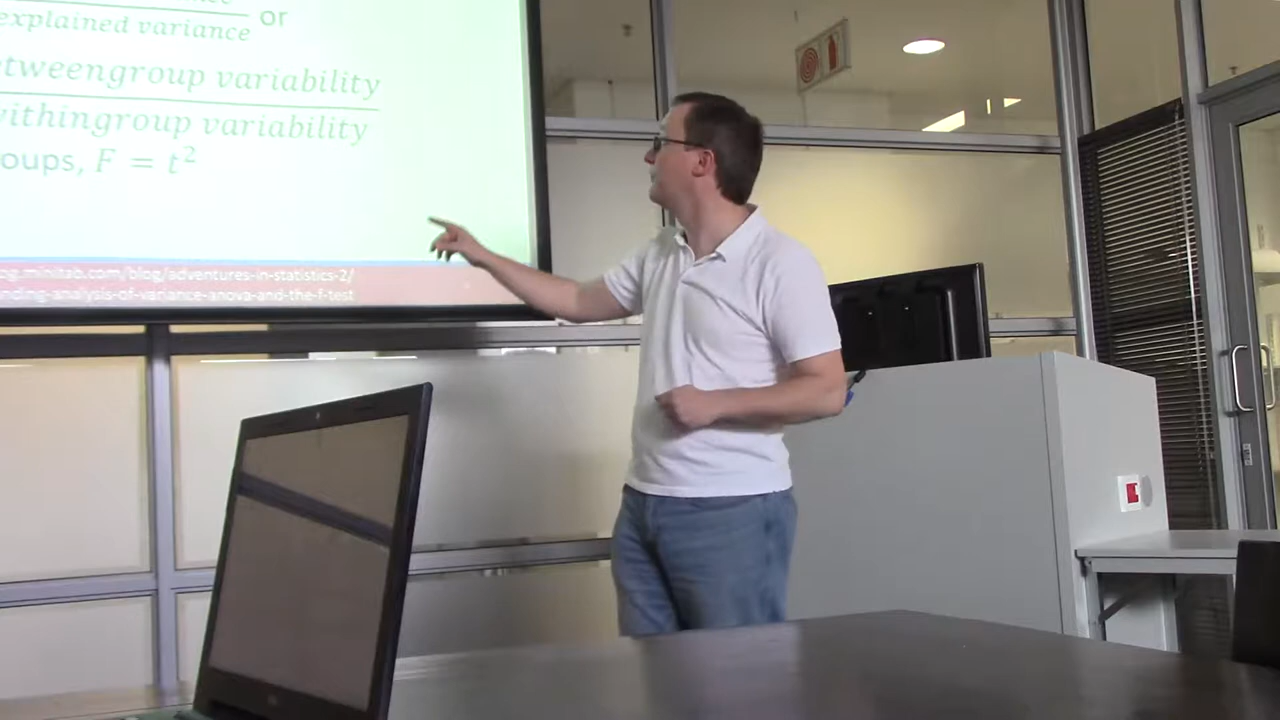 explained variance or
etweengroup variability
withingroup variability
oups, F = t²
og.minitab.com/blog/adventures-in-statistics-2/
nding-analysis-of-variance-anova-and-the-f-test